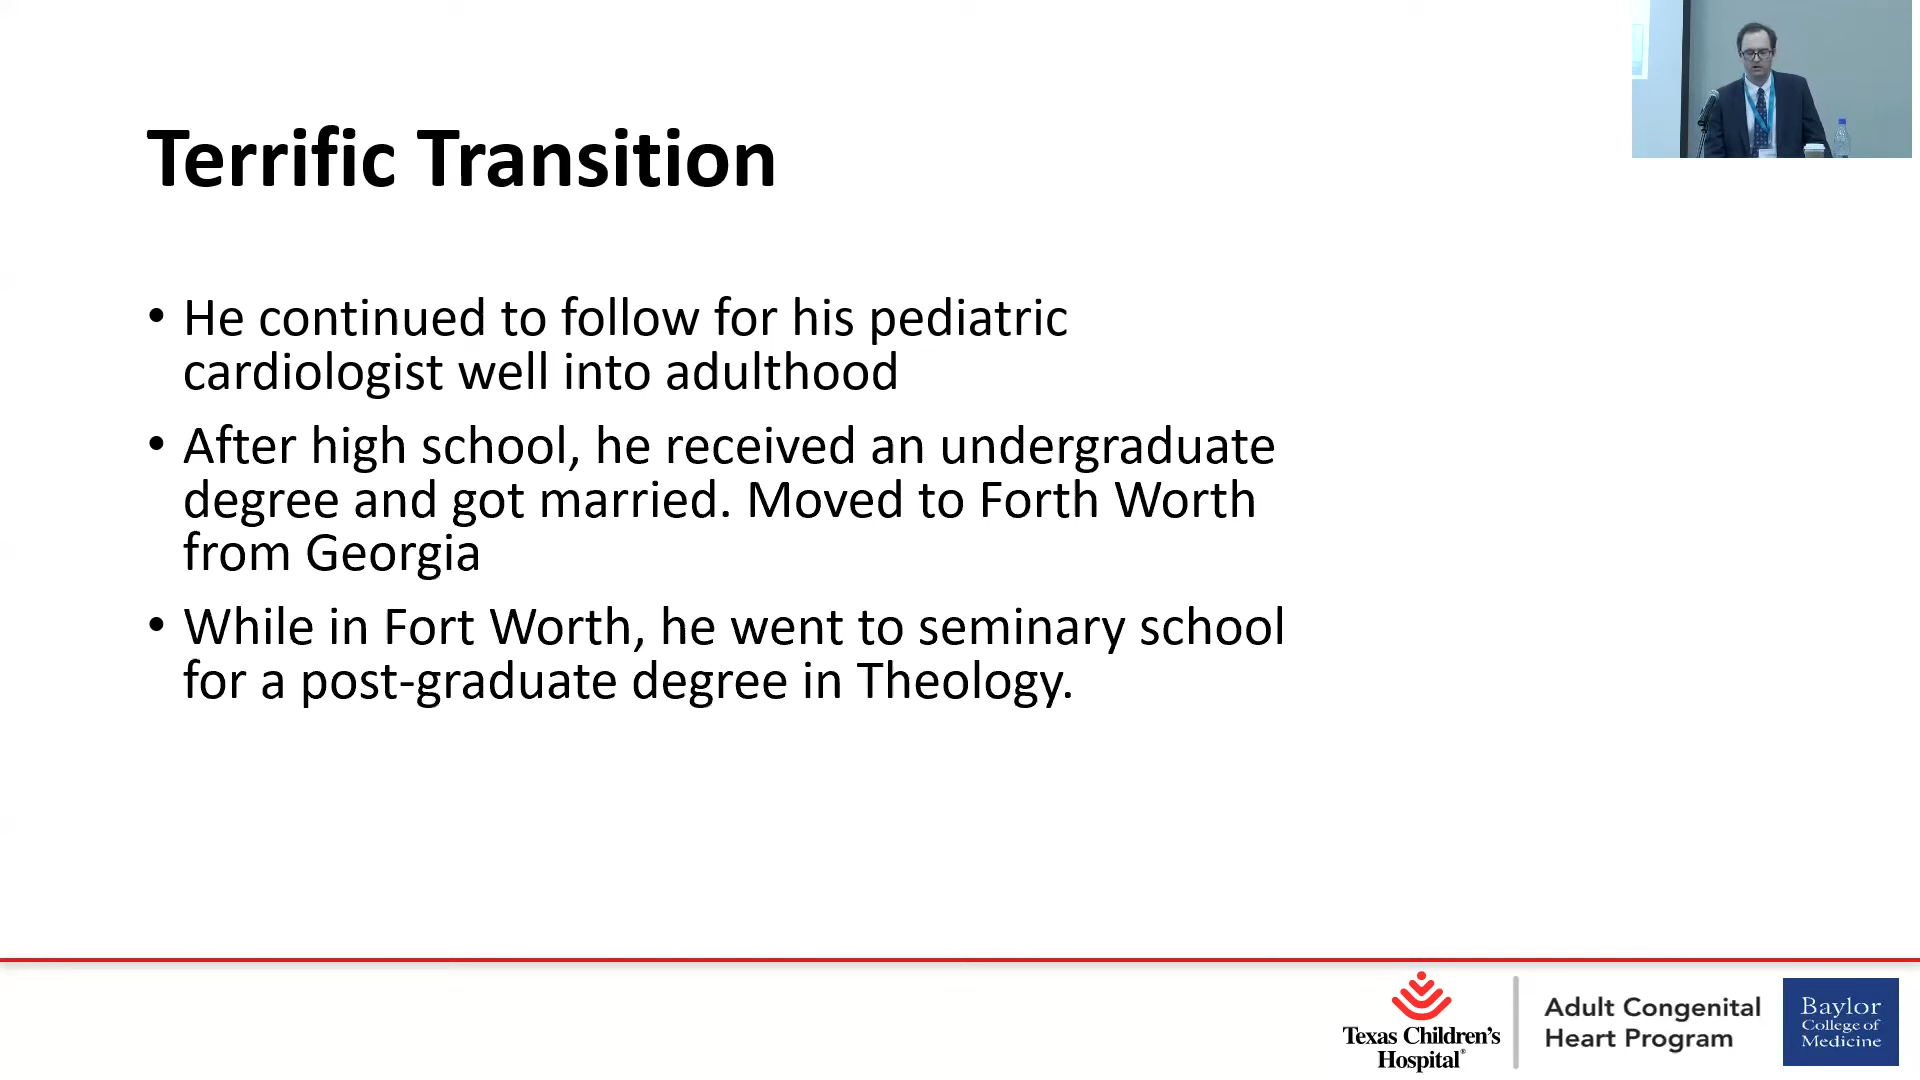 Terrific Transition
• He continued to follow for his pediatric
cardiologist well into adulthood
• After high school, he received an undergraduate
degree and got married. Moved to Forth Worth
from Georgia
• While in Fort Worth, he went to seminary school
for a post-graduate degree in Theology.
Texas Children's
Hospital®
Adult Congenital
Heart Program
Baylor
College of
Medicine